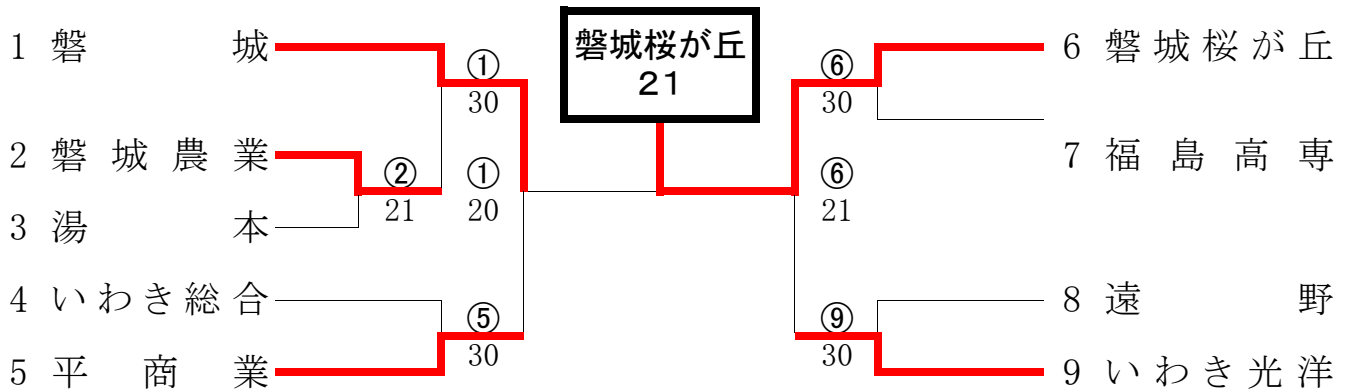 1 磐城
① 30
磐城桜が丘
21
⑥ 30
6 磐城桜が丘
2 磐城農業
② 21
① 20
⑥ 21
7 福島高専
3 湯本
4 いわき総合
⑤ 30
⑨ 30
8 遠野
5 平商業
9 いわき光洋